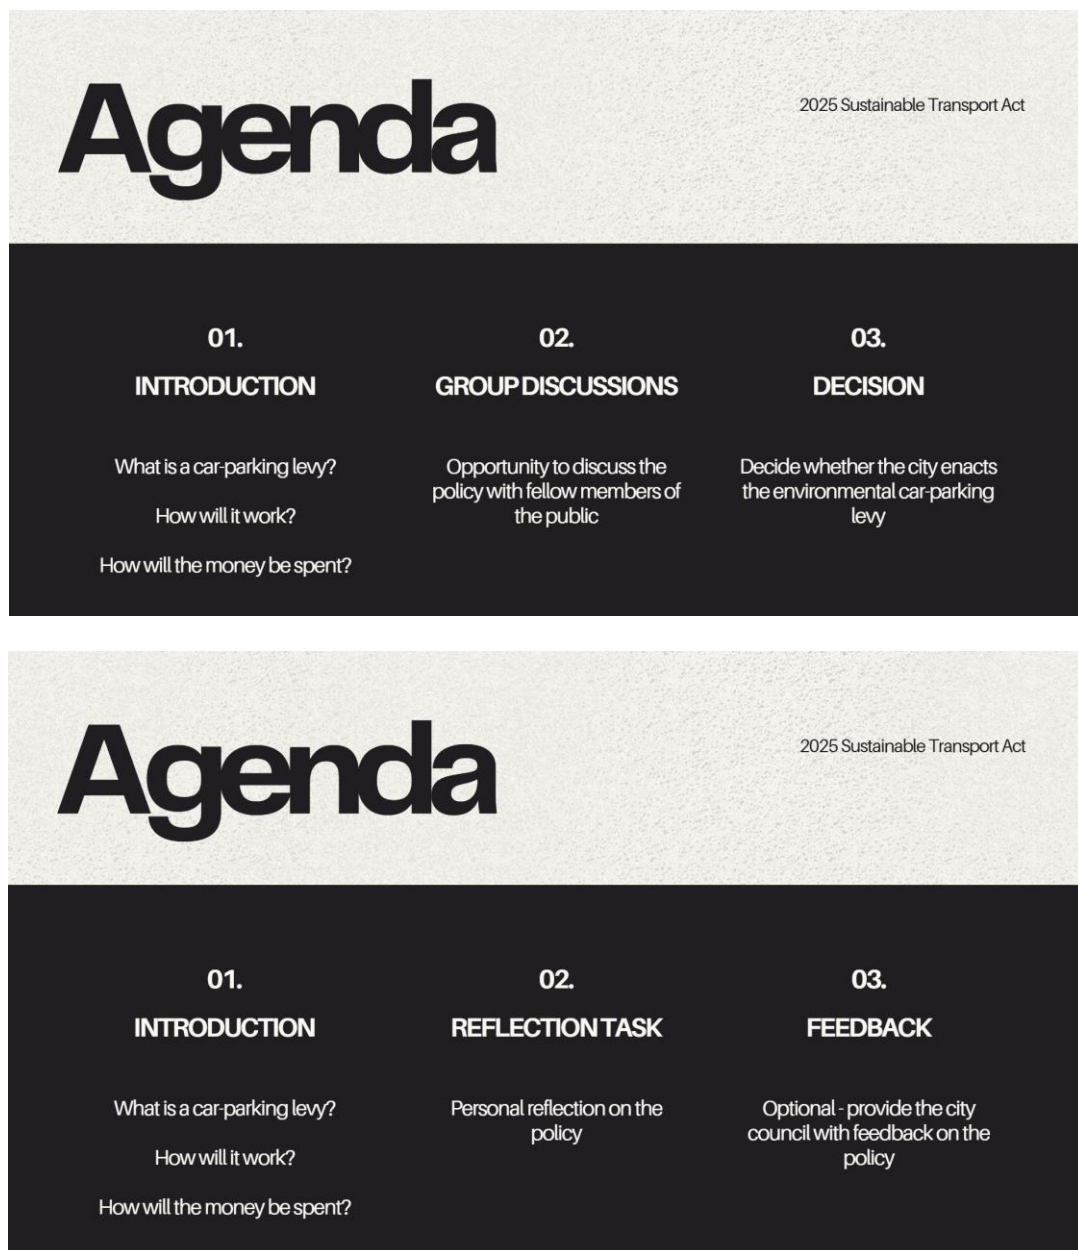 Agenda
2025 Sustainable Transport Act
01.
INTRODUCTION
What is a car-parking levy?
How will it work?
How will the money be spent?
02.
GROUP DISCUSSIONS
Opportunity to discuss the
policy with fellow members of
the public
03.
DECISION
Decide whether the city enacts
the environmental car-parking
levy
Agenda
2025 Sustainable Transport Act
01.
INTRODUCTION
What is a car-parking levy?
How will it work?
How will the money be spent?
02.
REFLECTION TASK
Personal reflection on the
policy
03.
FEEDBACK
Optional - provide the city
council with feedback on the
policy